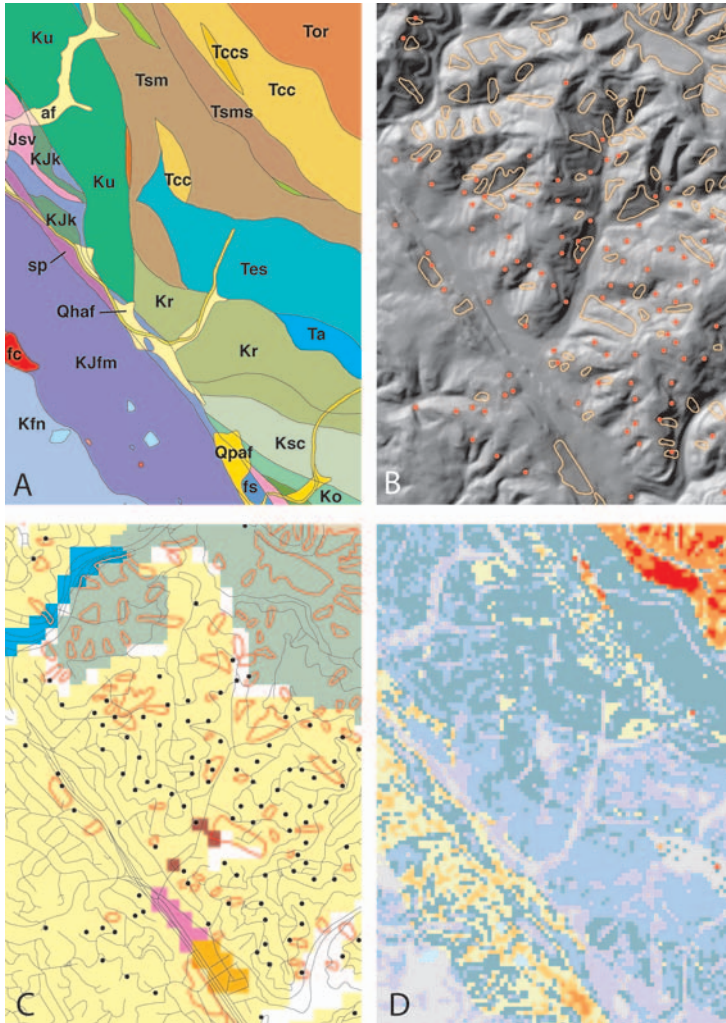 Ku
Tsm
Tccs
Tor
Tcc
Tsms
af
Jsv
KJk
Ku
Tcc
KJk
sp
Tes
Qhaf
Kr
Ta
fc
KJfm
Kr
Kfn
Ksc
Qpaf
fs
Ko
A
B
C
D